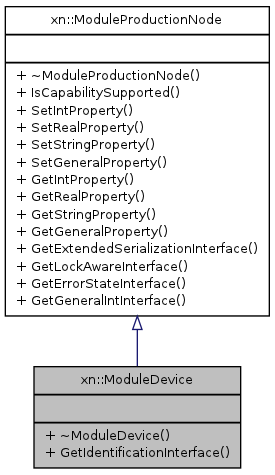 xn::ModuleProductionNode
+ ~ModuleProductionNode()
+ IsCapabilitySupported()
+ SetIntProperty()
+ SetRealProperty()
+ SetStringProperty()
+ SetGeneralProperty()
+ GetIntProperty()
+ GetRealProperty()
+ GetStringProperty()
+ GetGeneralProperty()
+ GetExtendedSerializationInterface()
+ GetLockAwareInterface()
+ GetErrorStateInterface()
+ GetGeneralIntInterface()
xn::ModuleDevice
+ ~ModuleDevice()
+ GetIdentificationInterface()